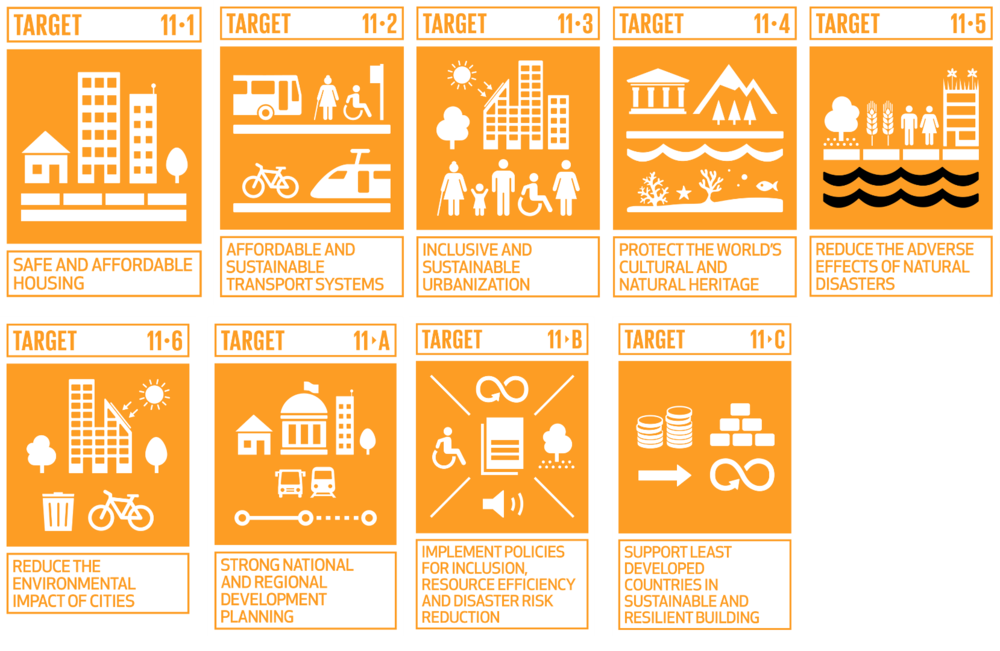 TARGET 11•1
TARGET 11•2
TARGET 11•3
TARGET 11•4
TARGET 11•5
SAFE AND AFFORDABLE
HOUSING
AFFORDABLE AND
SUSTAINABLE
TRANSPORT SYSTEMS
INCLUSIVE AND
SUSTAINABLE
URBANIZATION
PROTECT THE WORLD'S
CULTURAL AND
NATURAL HERITAGE
REDUCE THE ADVERSE
EFFECTS OF NATURAL
DISASTERS
TARGET 11•6
TARGET 11▸A
TARGET 11▸B
TARGET 11▸C
REDUCE THE
ENVIRONMENTAL
IMPACT OF CITIES
STRONG NATIONAL
AND REGIONAL
DEVELOPMENT
PLANNING
IMPLEMENT POLICIES
FOR INCLUSION,
RESOURCE EFFICIENCY
AND DISASTER RISK
REDUCTION
SUPPORT LEAST
DEVELOPED
COUNTRIES IN
SUSTAINABLE AND
RESILIENT BUILDING